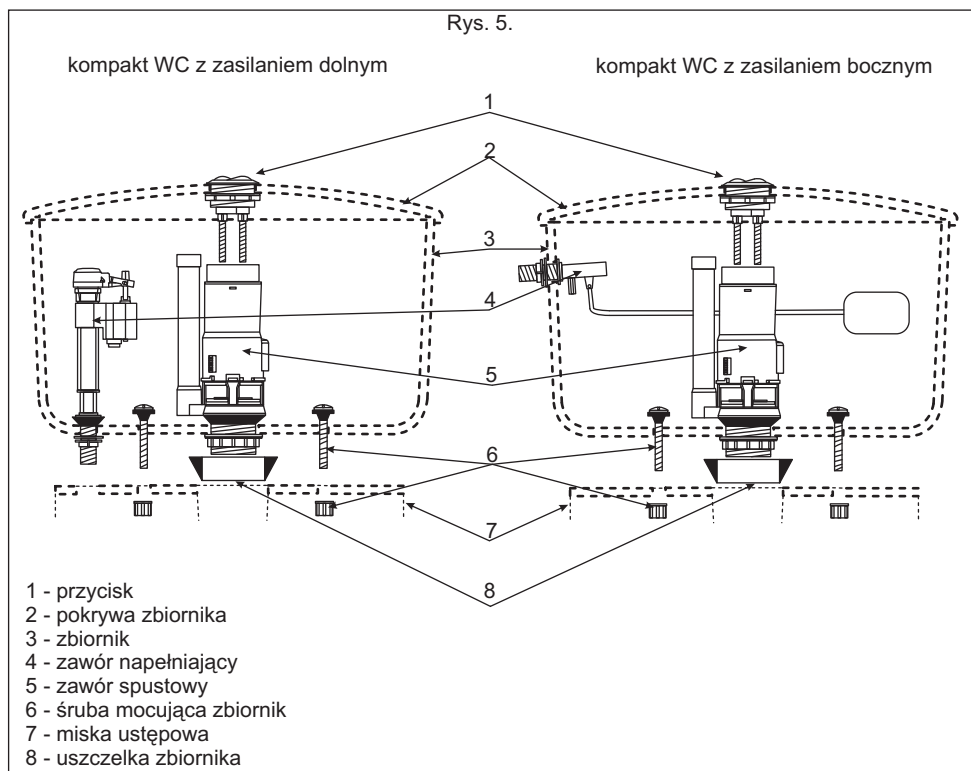 Rys. 5.
kompakt WC z zasilaniem dolnym
kompakt WC z zasilaniem bocznym
1
2
3
4
5
6
7
8
1 - przycisk
2 - pokrywa zbiornika
3 - zbiornik
4 - zawór napełniający
5 - zawór spustowy
6 - śruba mocująca zbiornik
7 - miska ustępowa
8 - uszczelka zbiornika